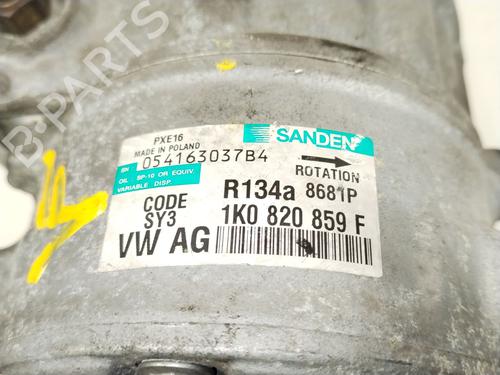 B-PARTS
PXE16
MADE IN POLAND
SANDEN
SN 054163037B4
OIL SP-10 OR EQUIV.
VARIABLE DISP.
ROTATION
CODE
SY3
R134a 8681P
VW AG
1K0 820 859 F